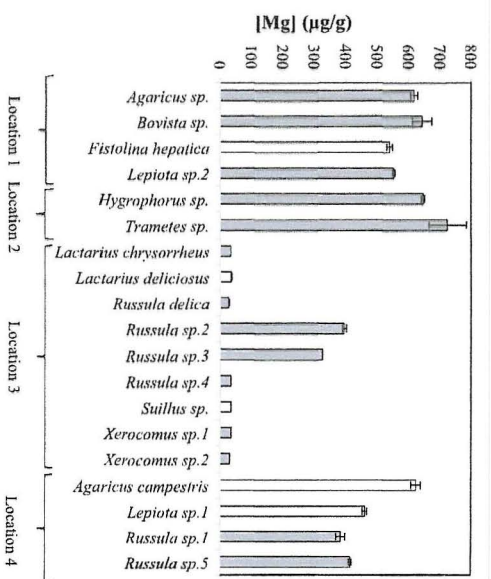 [Mg] (µg/g)
0 100 200 300 400 500 600 700 800
Agaricus sp.
Bovista sp.
Fistolina hepatica
Lepiota sp.2
Hygrophorus sp.
Trametes sp.
Lactarius chrysorrheus
Lactarius deliciosus
Russula delica
Russula sp.2
Russula sp.3
Russula sp.4
Suillus sp.
Xerocomus sp.1
Xerocomus sp.2
Agaricus campestris
Lepiota sp.1
Russula sp.1
Russula sp.5
Location 1
Location 2
Location 3
Location 4